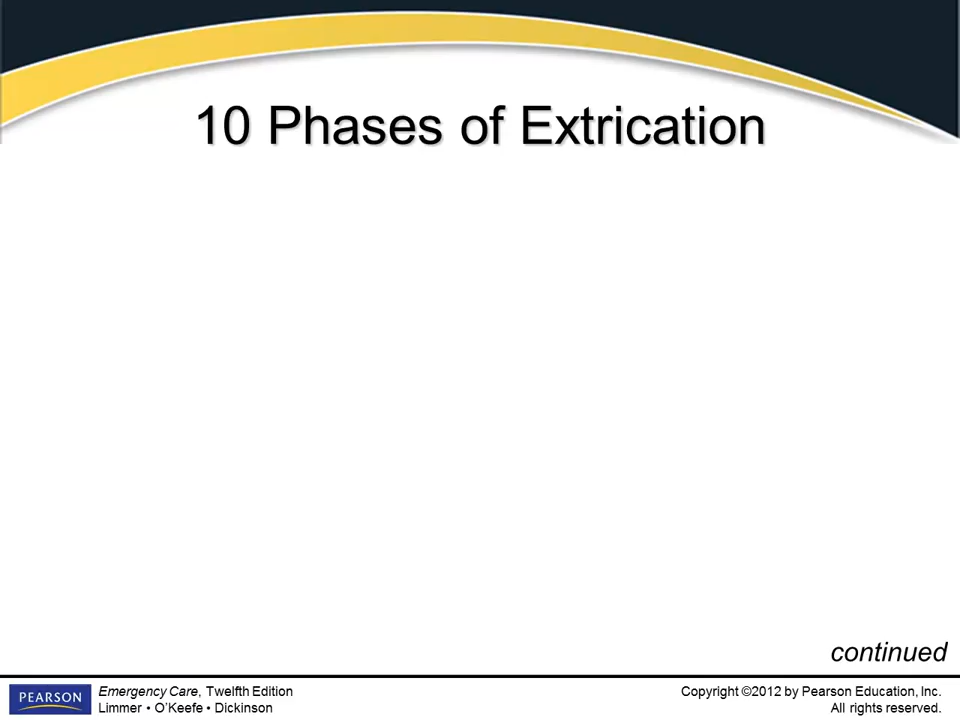 10 Phases of Extrication
continued
PEARSON
Emergency Care, Twelfth Edition
Limmer • O’Keefe • Dickinson
Copyright ©2012 by Pearson Education, Inc.
All rights reserved.